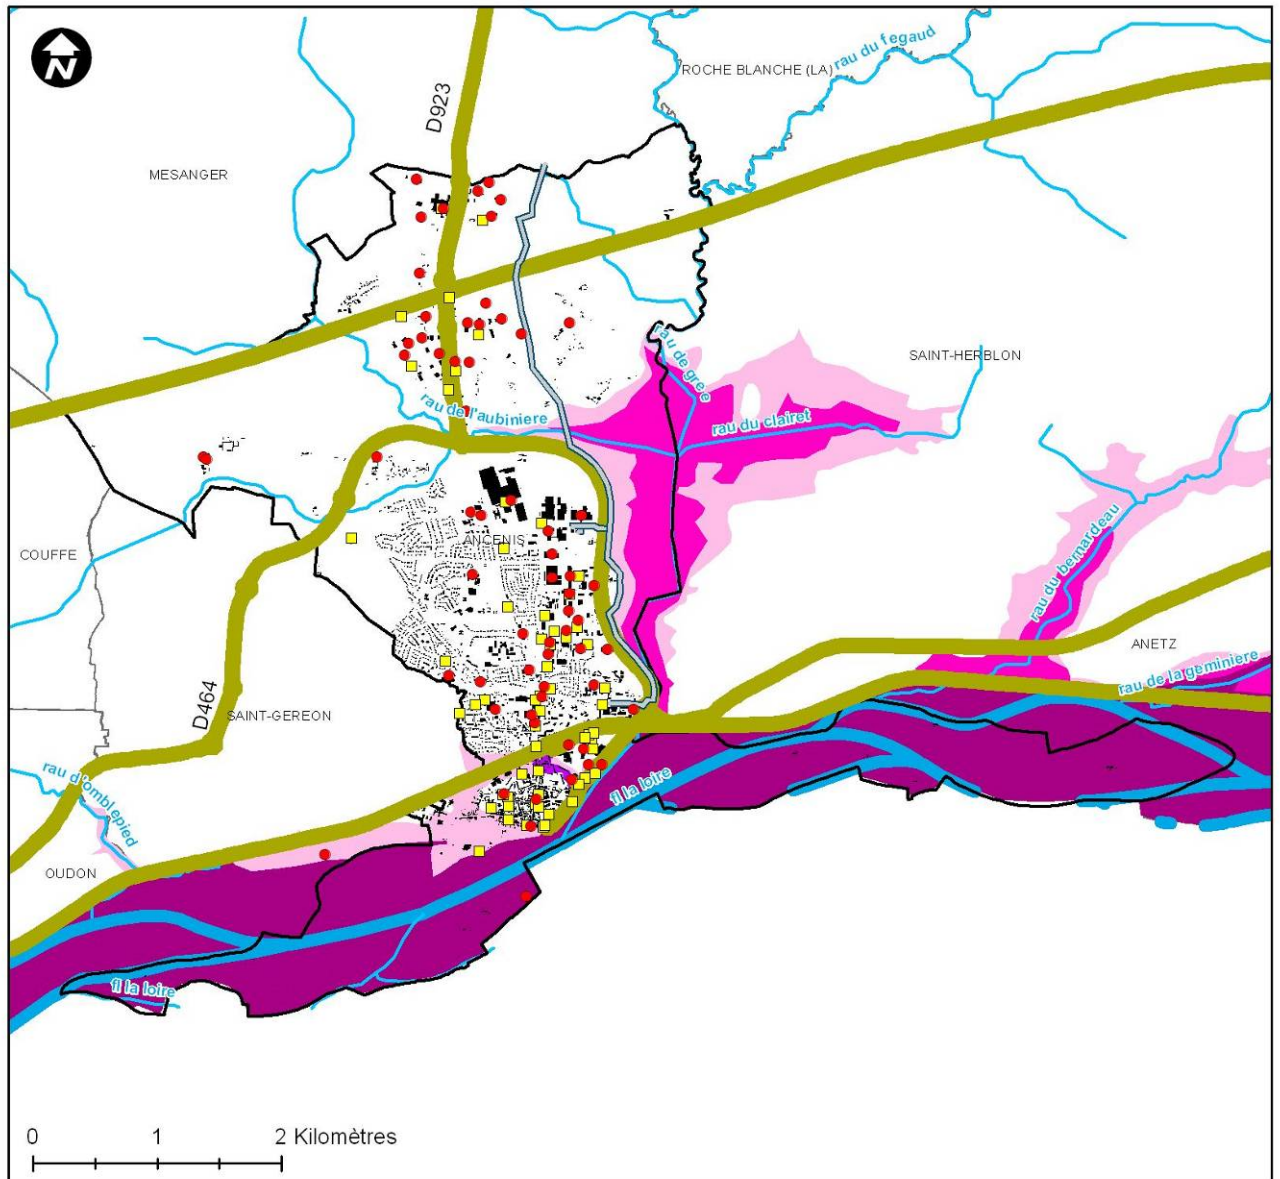 N
D923
ROCHE BLANCHE (LA)
rau du fegaud
MESANGER
rau de gree
SAINT-HERBLON
rau de l'aubiniere
rau du clairet
COUFFE
ANCENIS
rau du bernardeau
ANETZ
rau de la geminiere
D464
SAINT-GEREON
rau d'omblepied
fl la loire
OUDON
fl la loire
0 1 2 Kilomètres